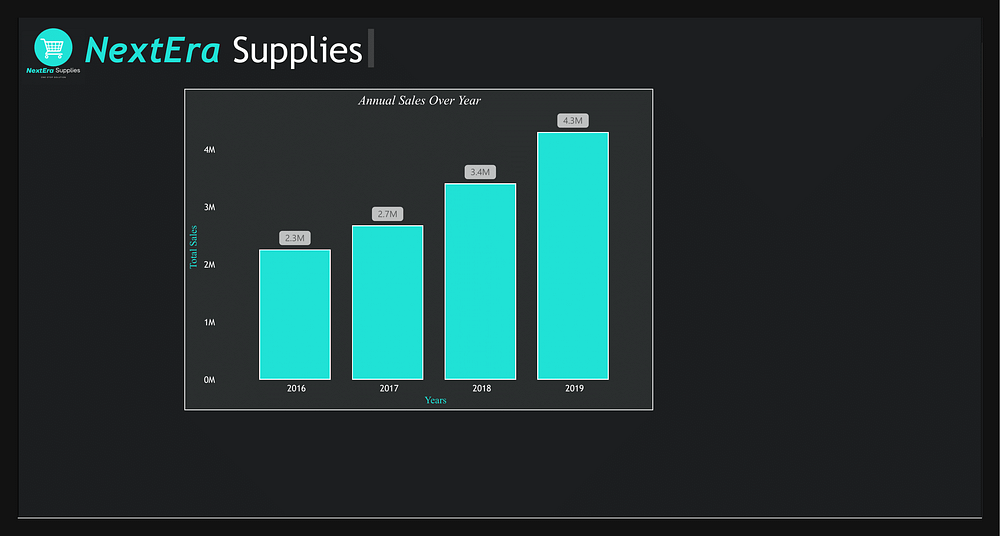 NextEra Supplies
NextEra Supplies
Annual Sales Over Year
4.3M
4M
3.4M
3M
2.7M
2.3M
Total Sales
2M
1M
0M
2016 2017 2018 2019
Years